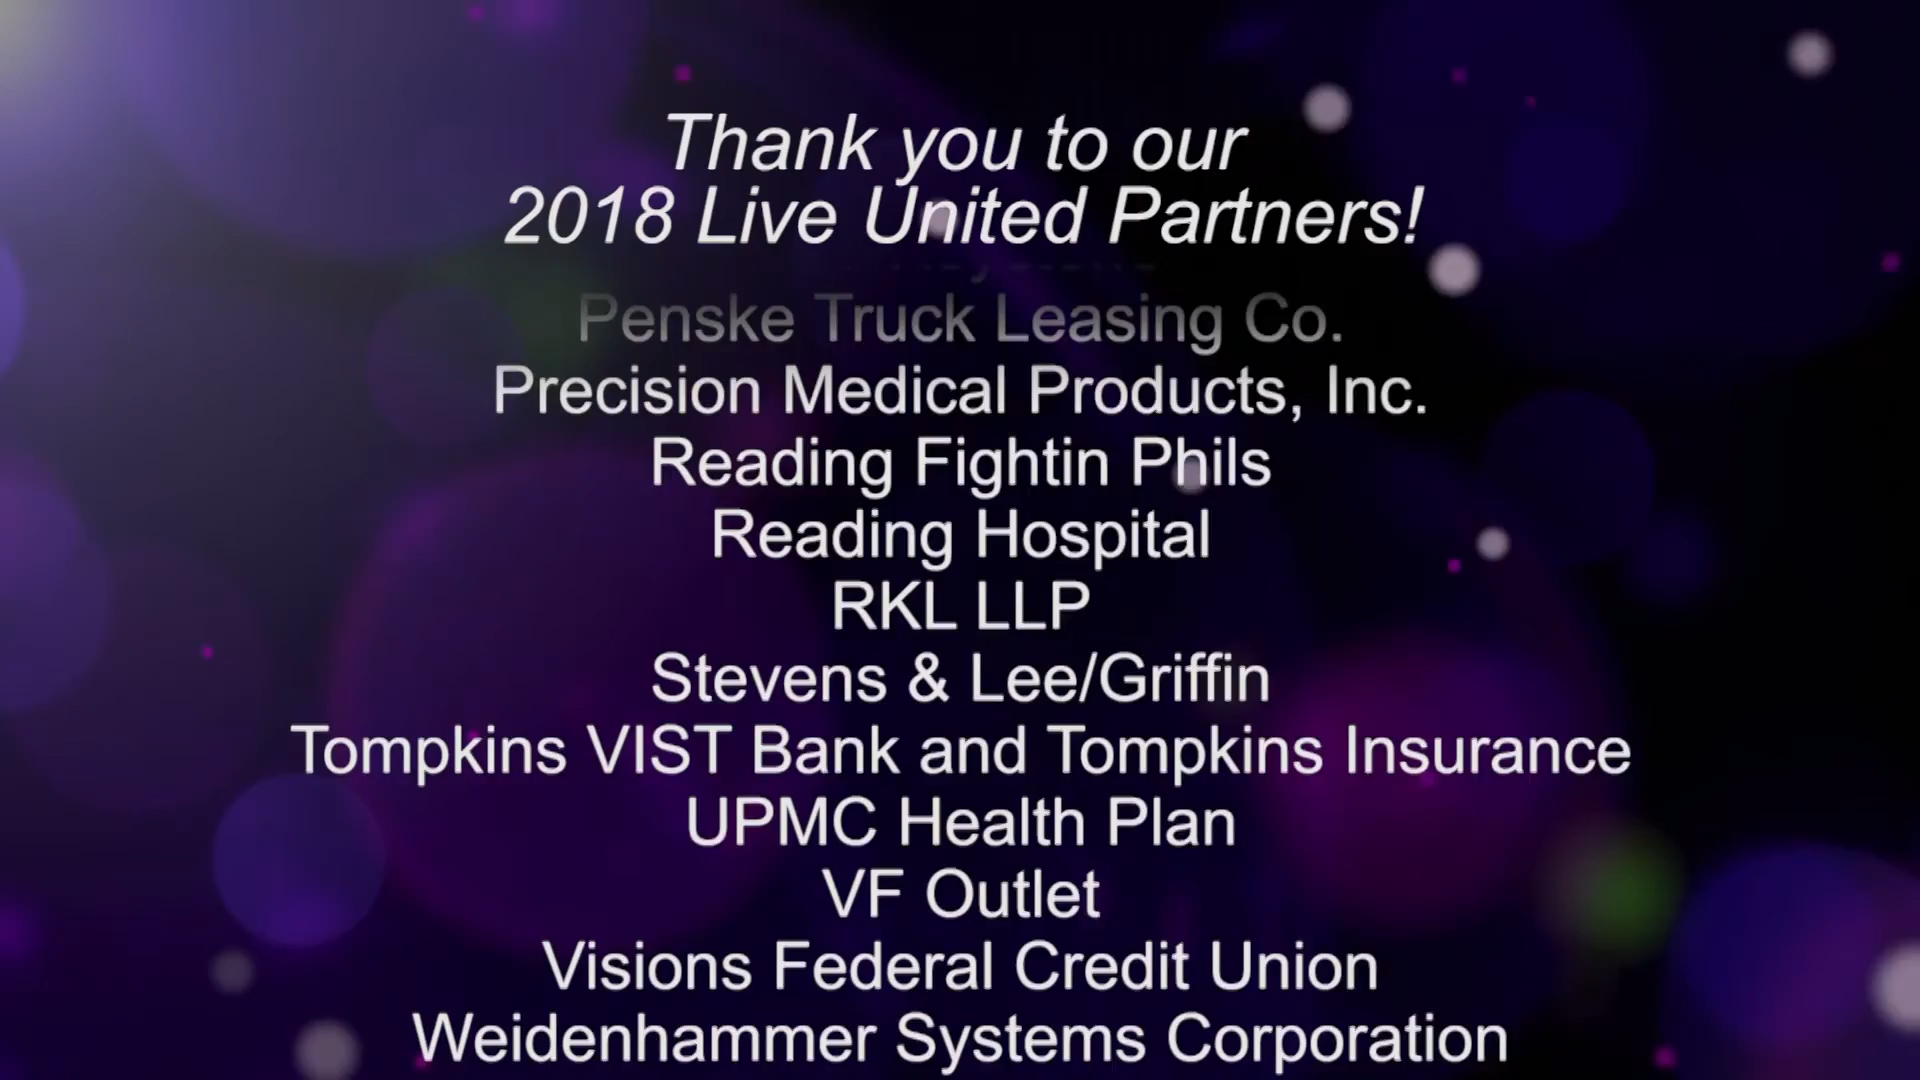 Thank you to our
2018 Live United Partners!
Penske Truck Leasing Co.
Precision Medical Products, Inc.
Reading Fightin Phils
Reading Hospital
RKL LLP
Stevens & Lee/Griffin
Tompkins VIST Bank and Tompkins Insurance
UPMC Health Plan
VF Outlet
Visions Federal Credit Union
Weidenhammer Systems Corporation